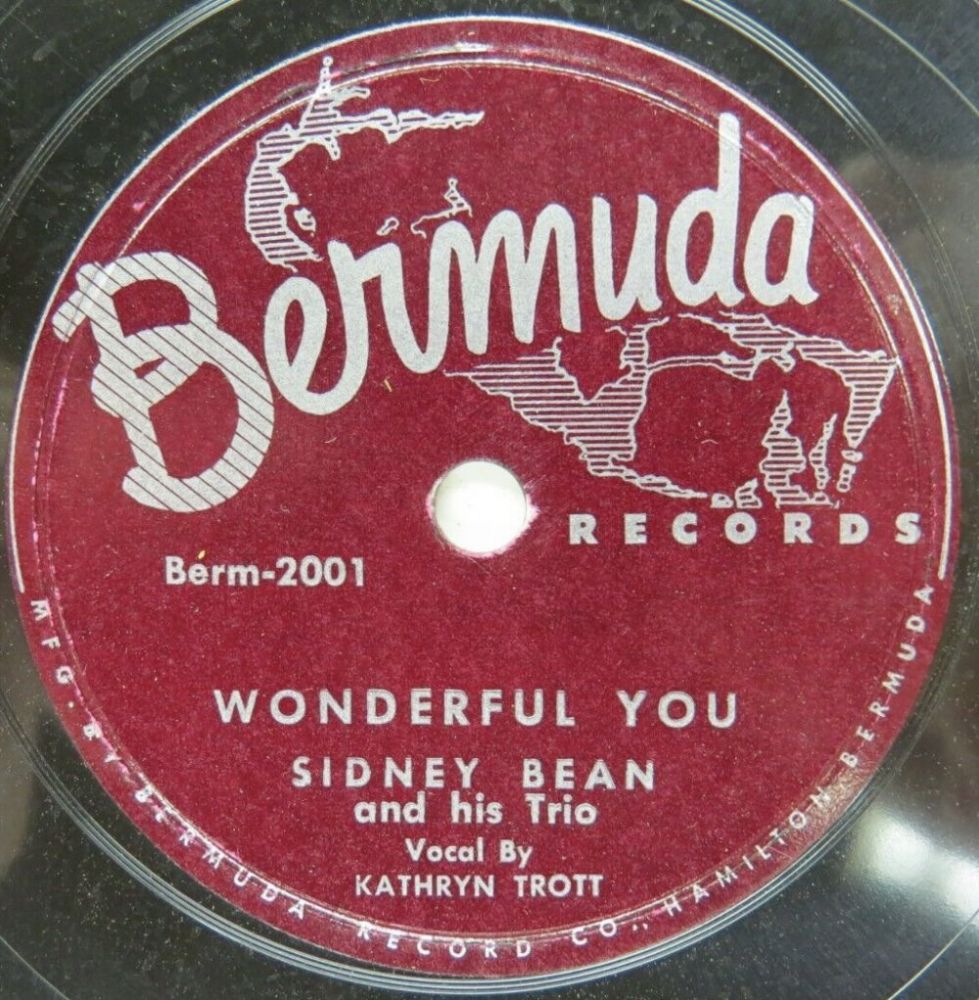 Bermuda
RECORDS
Berm-2001
WONDERFUL YOU
SIDNEY BEAN
and his Trio
Vocal By
KATHRYN TROTT
MFG. BY BERMUDA RECORD CO., HAMILTON BERMUDA